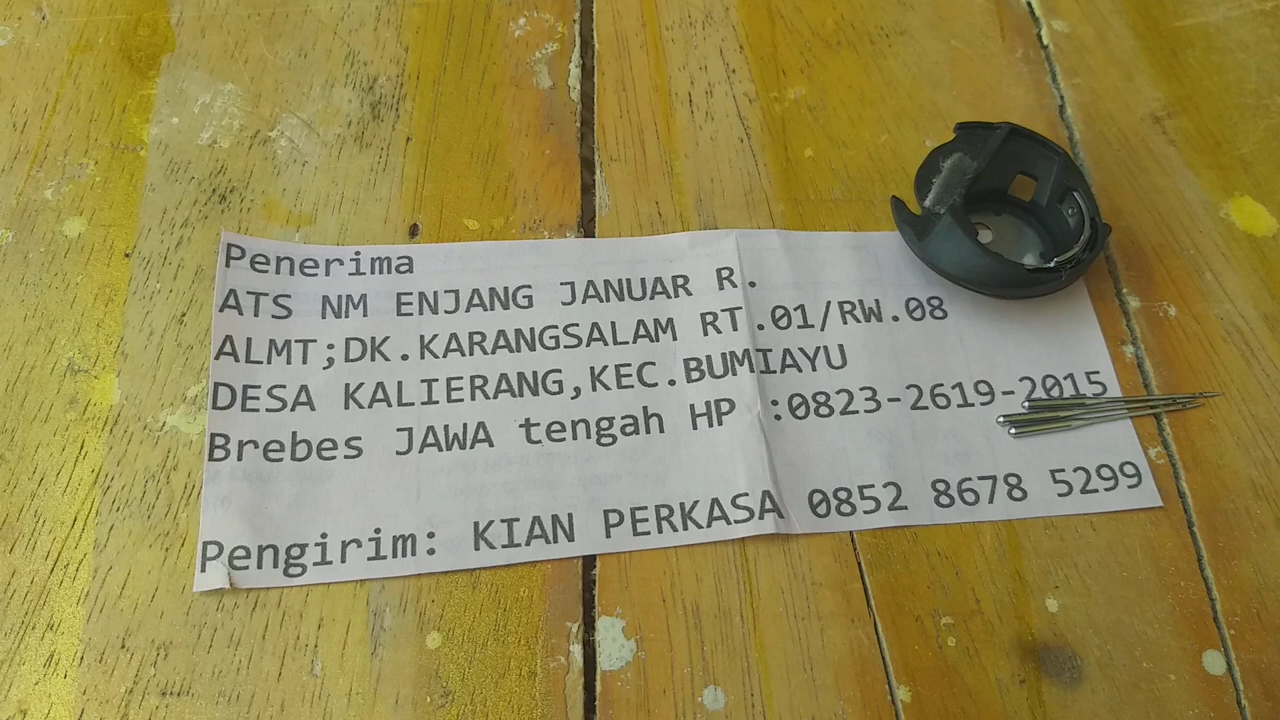 Penerima
ATS NM ENJANG JANUAR R.
ALMT;DK.KARANGSALAM RT.01/RW.08
DESA KALIERANG,KEC.BUMIAYU
Brebes JAWA tengah HP :0823-2619-2015
Pengirim: KIAN PERKASA 0852 8678 5299